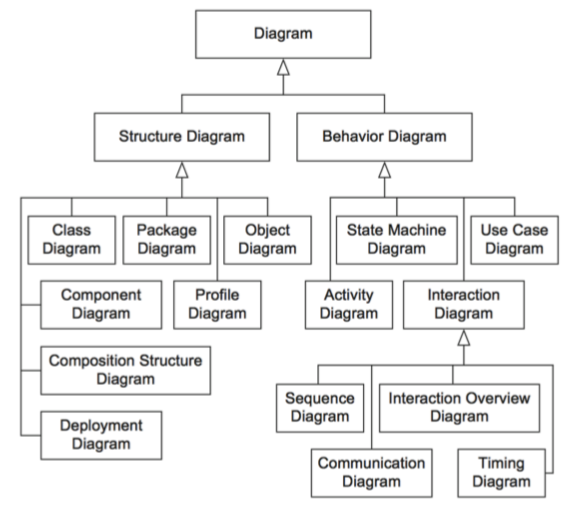 Diagram
Structure Diagram
Behavior Diagram
Class
Diagram
Package
Diagram
Object
Diagram
State Machine
Diagram
Use Case
Diagram
Component
Diagram
Profile
Diagram
Activity
Diagram
Interaction
Diagram
Composition Structure
Diagram
Sequence
Diagram
Interaction Overview
Diagram
Deployment
Diagram
Communication
Diagram
Timing
Diagram